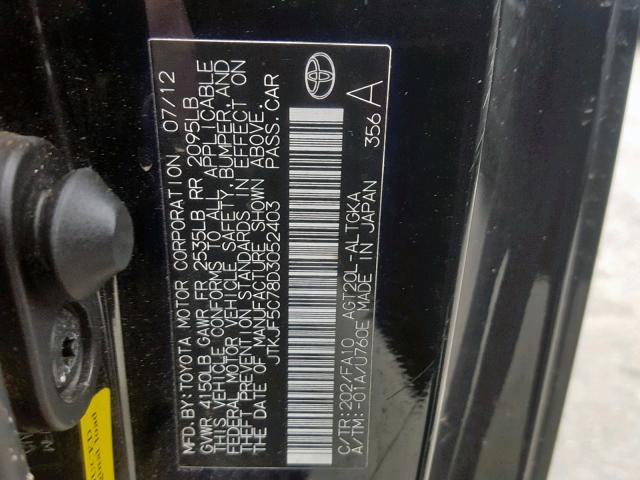 MFD. BY: TOYOTA MOTOR CORPORATION 07/12
GVWR 4150LB GAWR FR 2535LB RR 2095LB
THIS VEHICLE CONFORMS TO ALL APPLICABLE
FEDERAL MOTOR VEHICLE SAFETY, BUMPER, AND
THEFT PREVENTION STANDARDS IN EFFECT ON
THE DATE OF MANUFACTURE SHOWN ABOVE.
JTKJF5C78D3052403 PASS. CAR
C/TR: 202/FA10 AGT20L-ALTGKA
A/TM: -01A/U760E MADE IN JAPAN 356 A